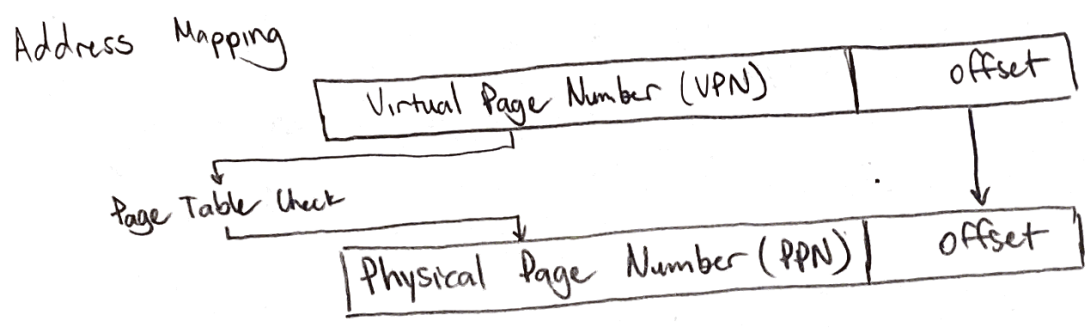 Address Mapping
Virtual Page Number (VPN) offset
Page Table Check
Physical Page Number (PPN) offset